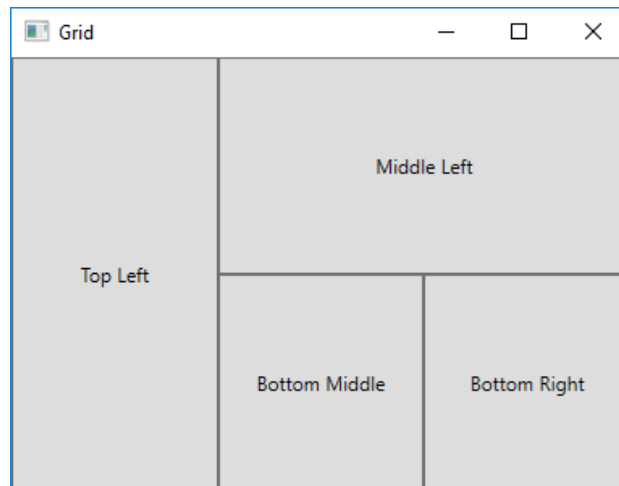 Grid
Middle Left
Top Left
Bottom Middle
Bottom Right